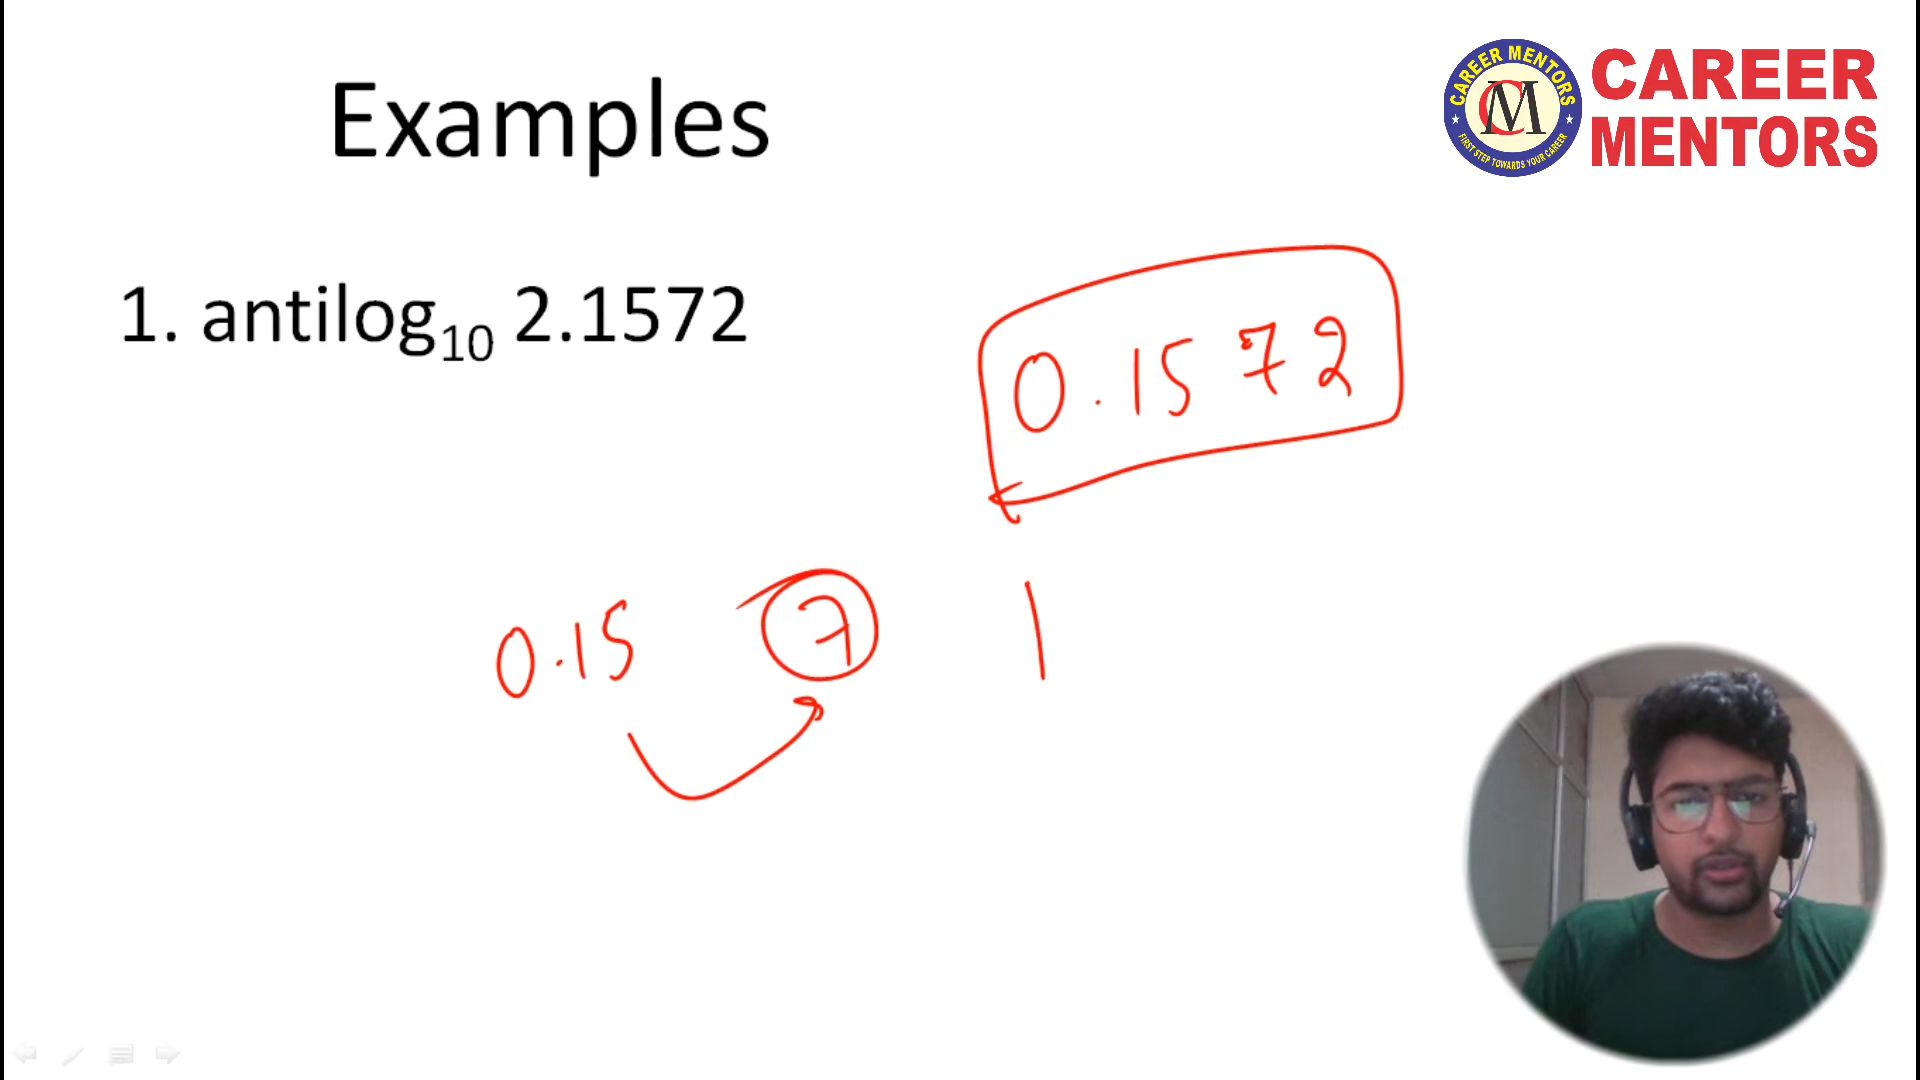 Examples
CAREER MENTORS
FIRST STEP TOWARDS YOUR CAREER
CM
CAREER
MENTORS
1. antilog₁₀ 2.1572
0.1572
0.15 7 1